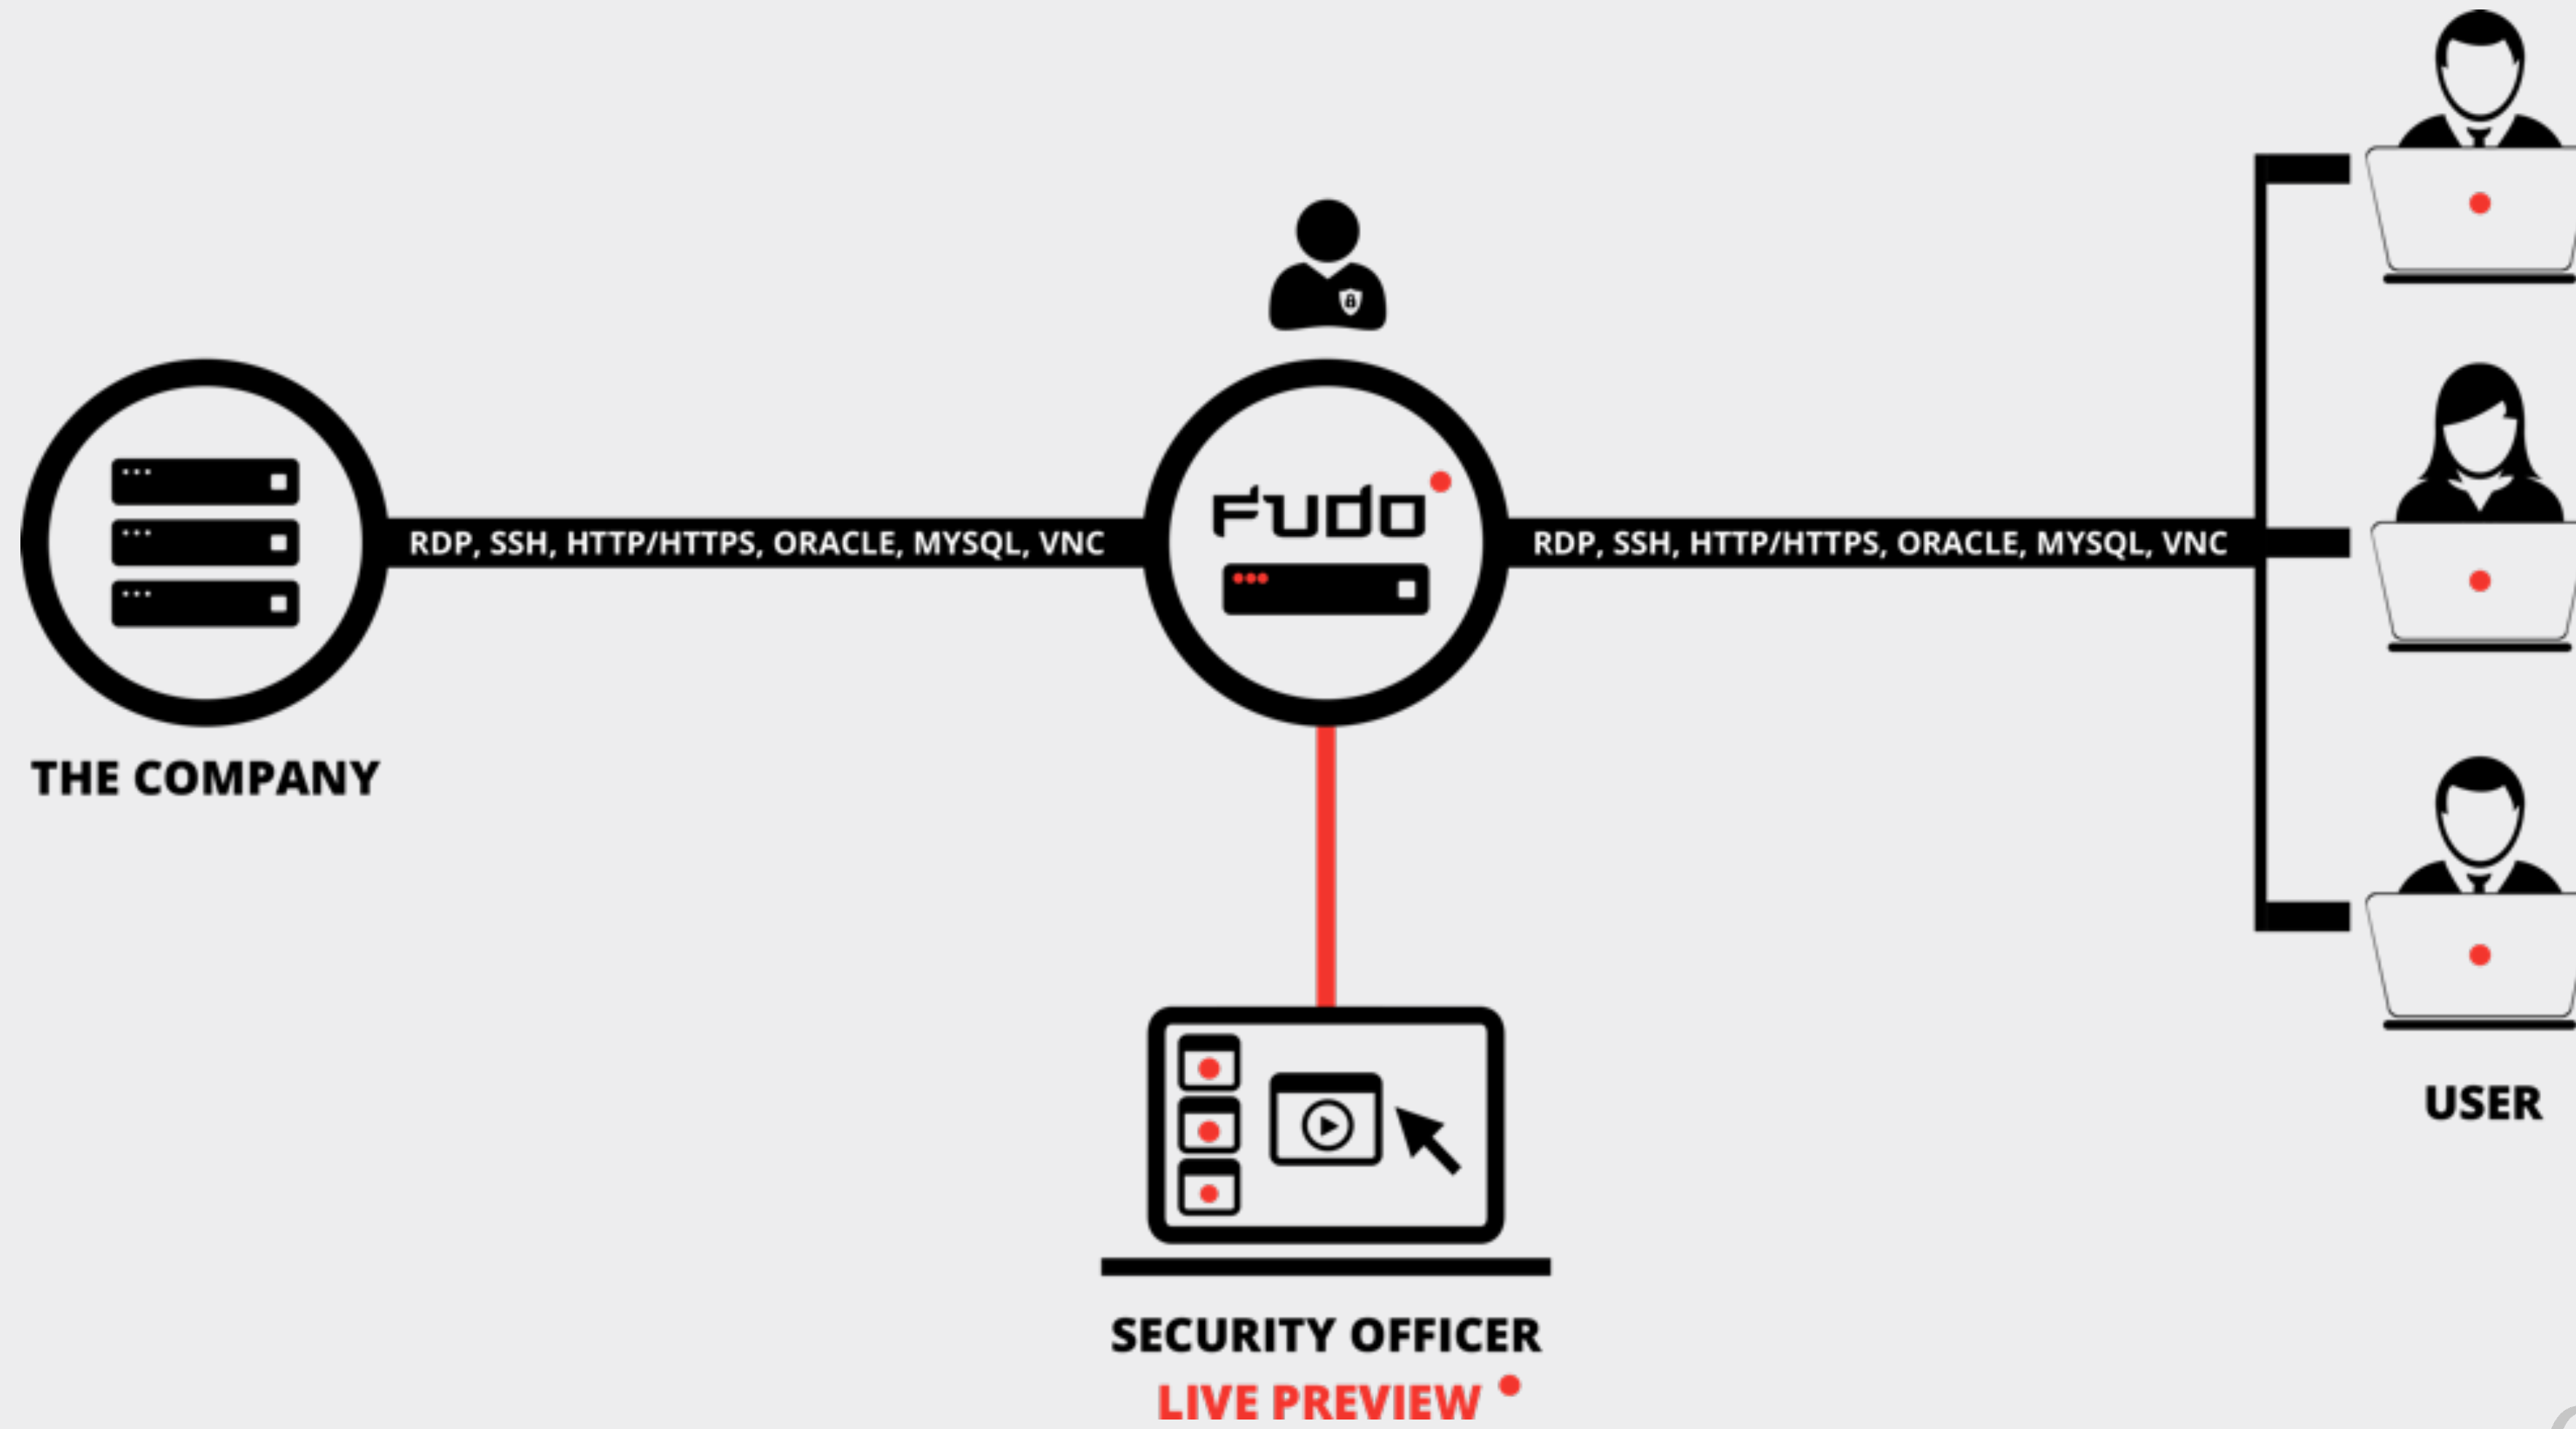 Fudo
RDP, SSH, HTTP/HTTPS, ORACLE, MYSQL, VNC
RDP, SSH, HTTP/HTTPS, ORACLE, MYSQL, VNC
THE COMPANY
USER
SECURITY OFFICER
LIVE PREVIEW